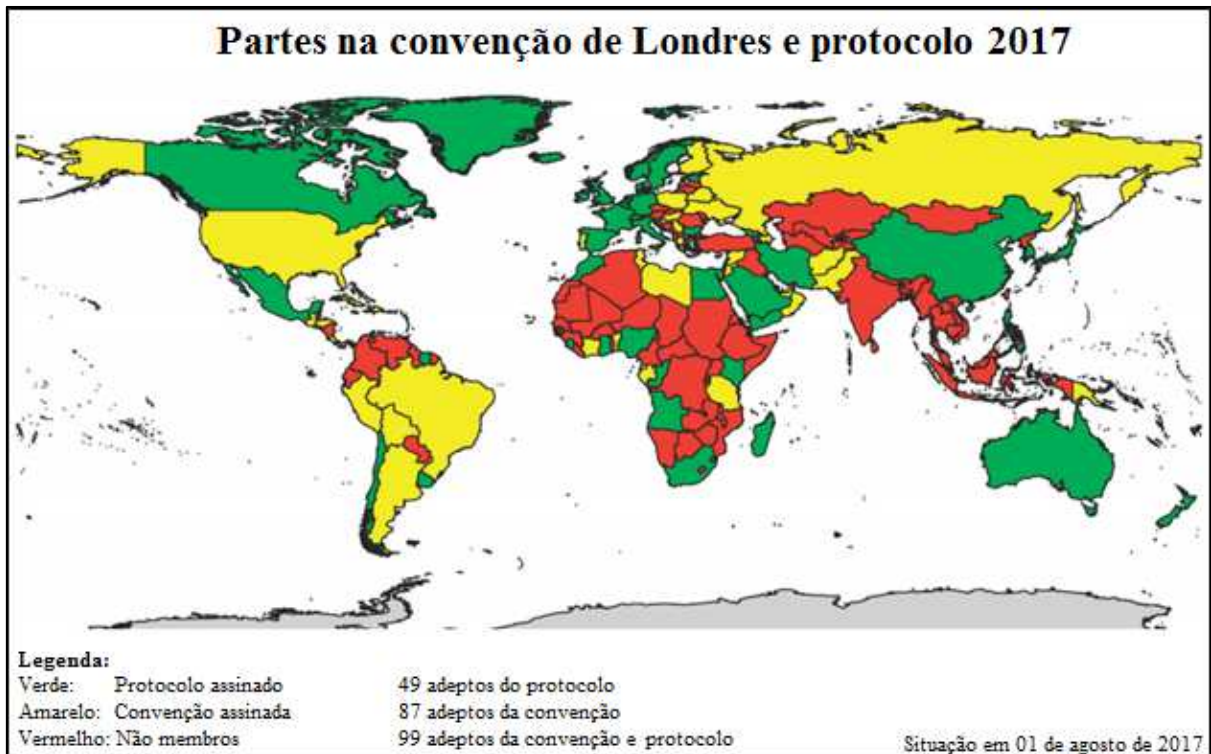 Partes na convenção de Londres e protocolo 2017
Legenda:
Verde: Protocolo assinado 49 adeptos do protocolo
Amarelo: Convenção assinada 87 adeptos da convenção
Vermelho: Não membros 99 adeptos da convenção e protocolo
Situação em 01 de agosto de 2017